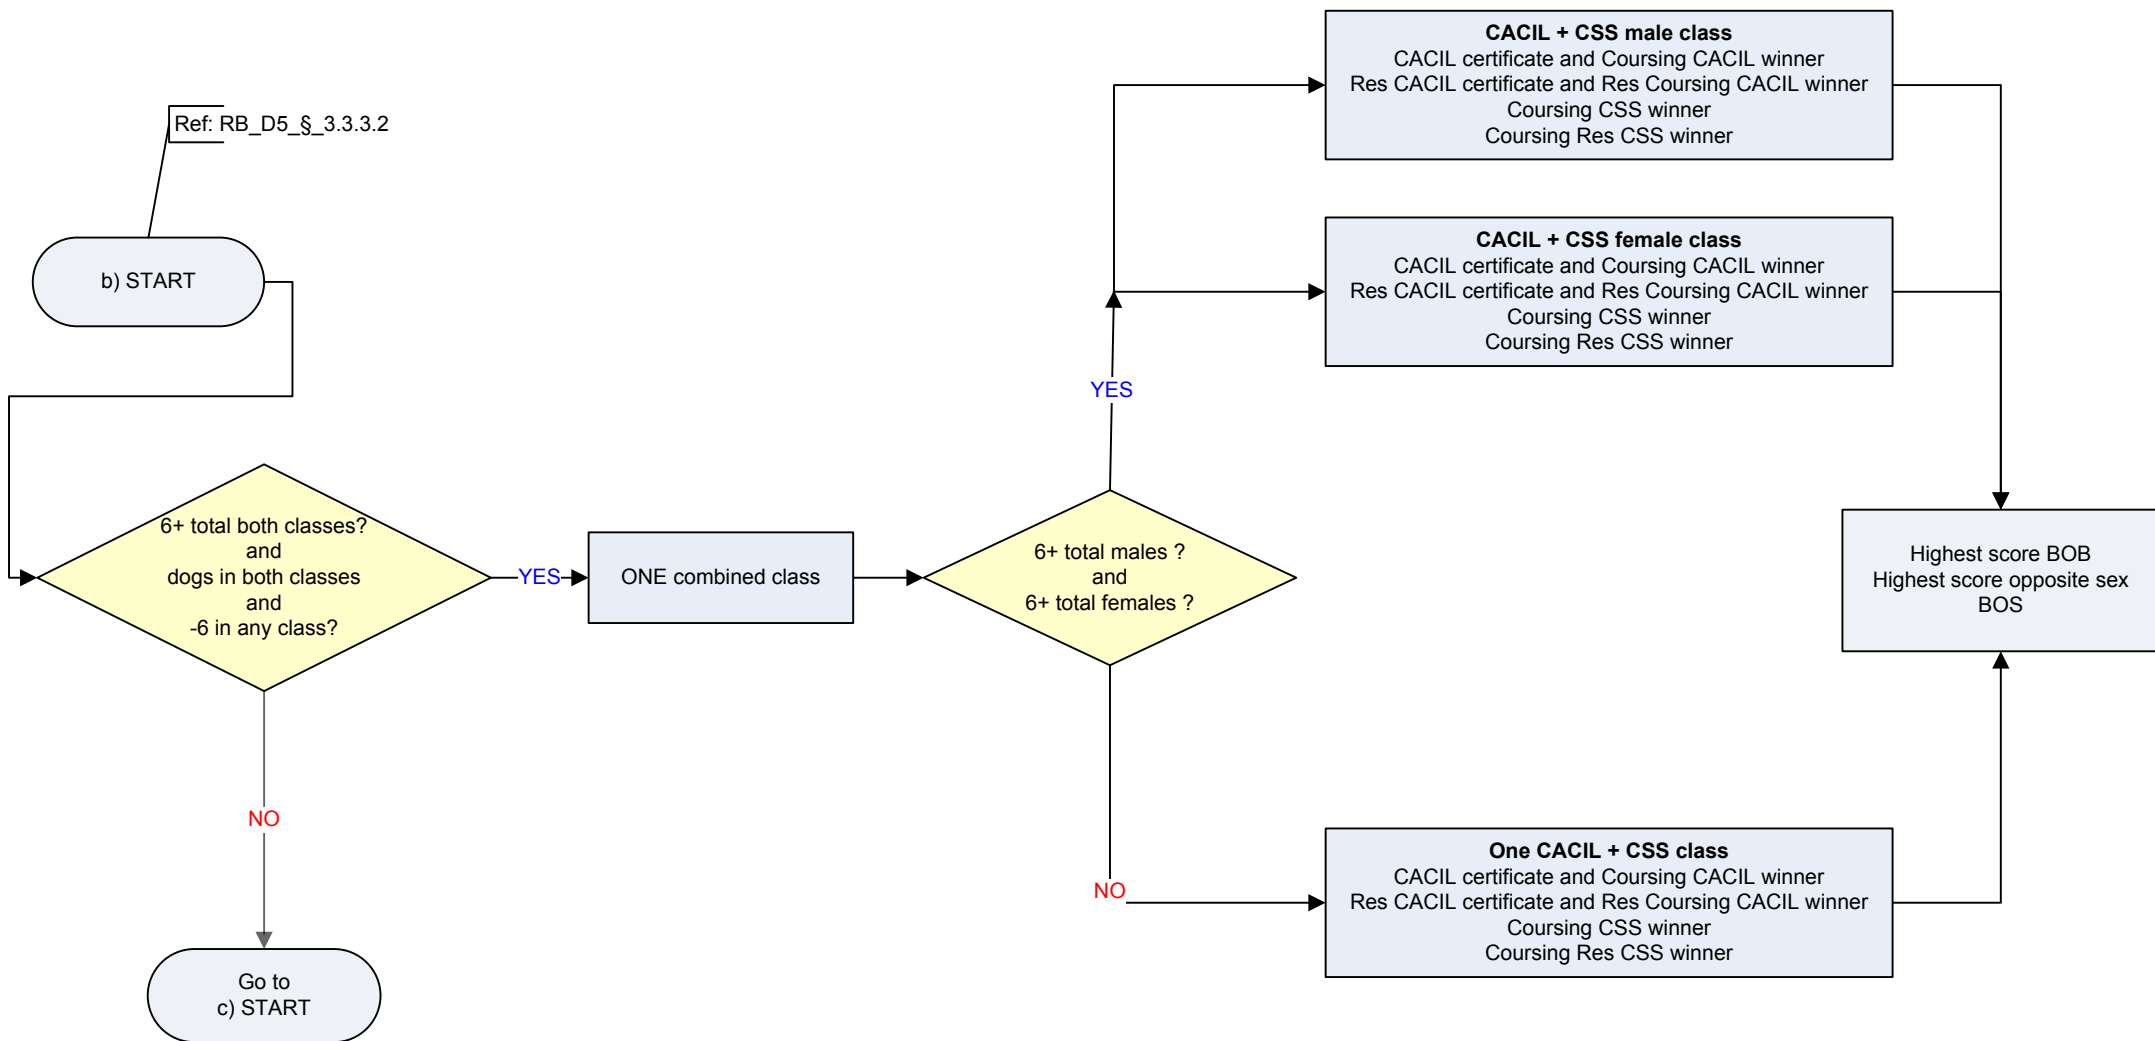 Ref: RB_D5_§_3.3.3.2
b) START
6+ total both classes?
and
dogs in both classes
and
-6 in any class?
YES
NO
Go to
c) START
ONE combined class
6+ total males ?
and
6+ total females ?
YES
NO
CACIL + CSS male class
CACIL certificate and Coursing CACIL winner
Res CACIL certificate and Res Coursing CACIL winner
Coursing CSS winner
Coursing Res CSS winner
CACIL + CSS female class
CACIL certificate and Coursing CACIL winner
Res CACIL certificate and Res Coursing CACIL winner
Coursing CSS winner
Coursing Res CSS winner
One CACIL + CSS class
CACIL certificate and Coursing CACIL winner
Res CACIL certificate and Res Coursing CACIL winner
Coursing CSS winner
Coursing Res CSS winner
Highest score BOB
Highest score opposite sex
BOS